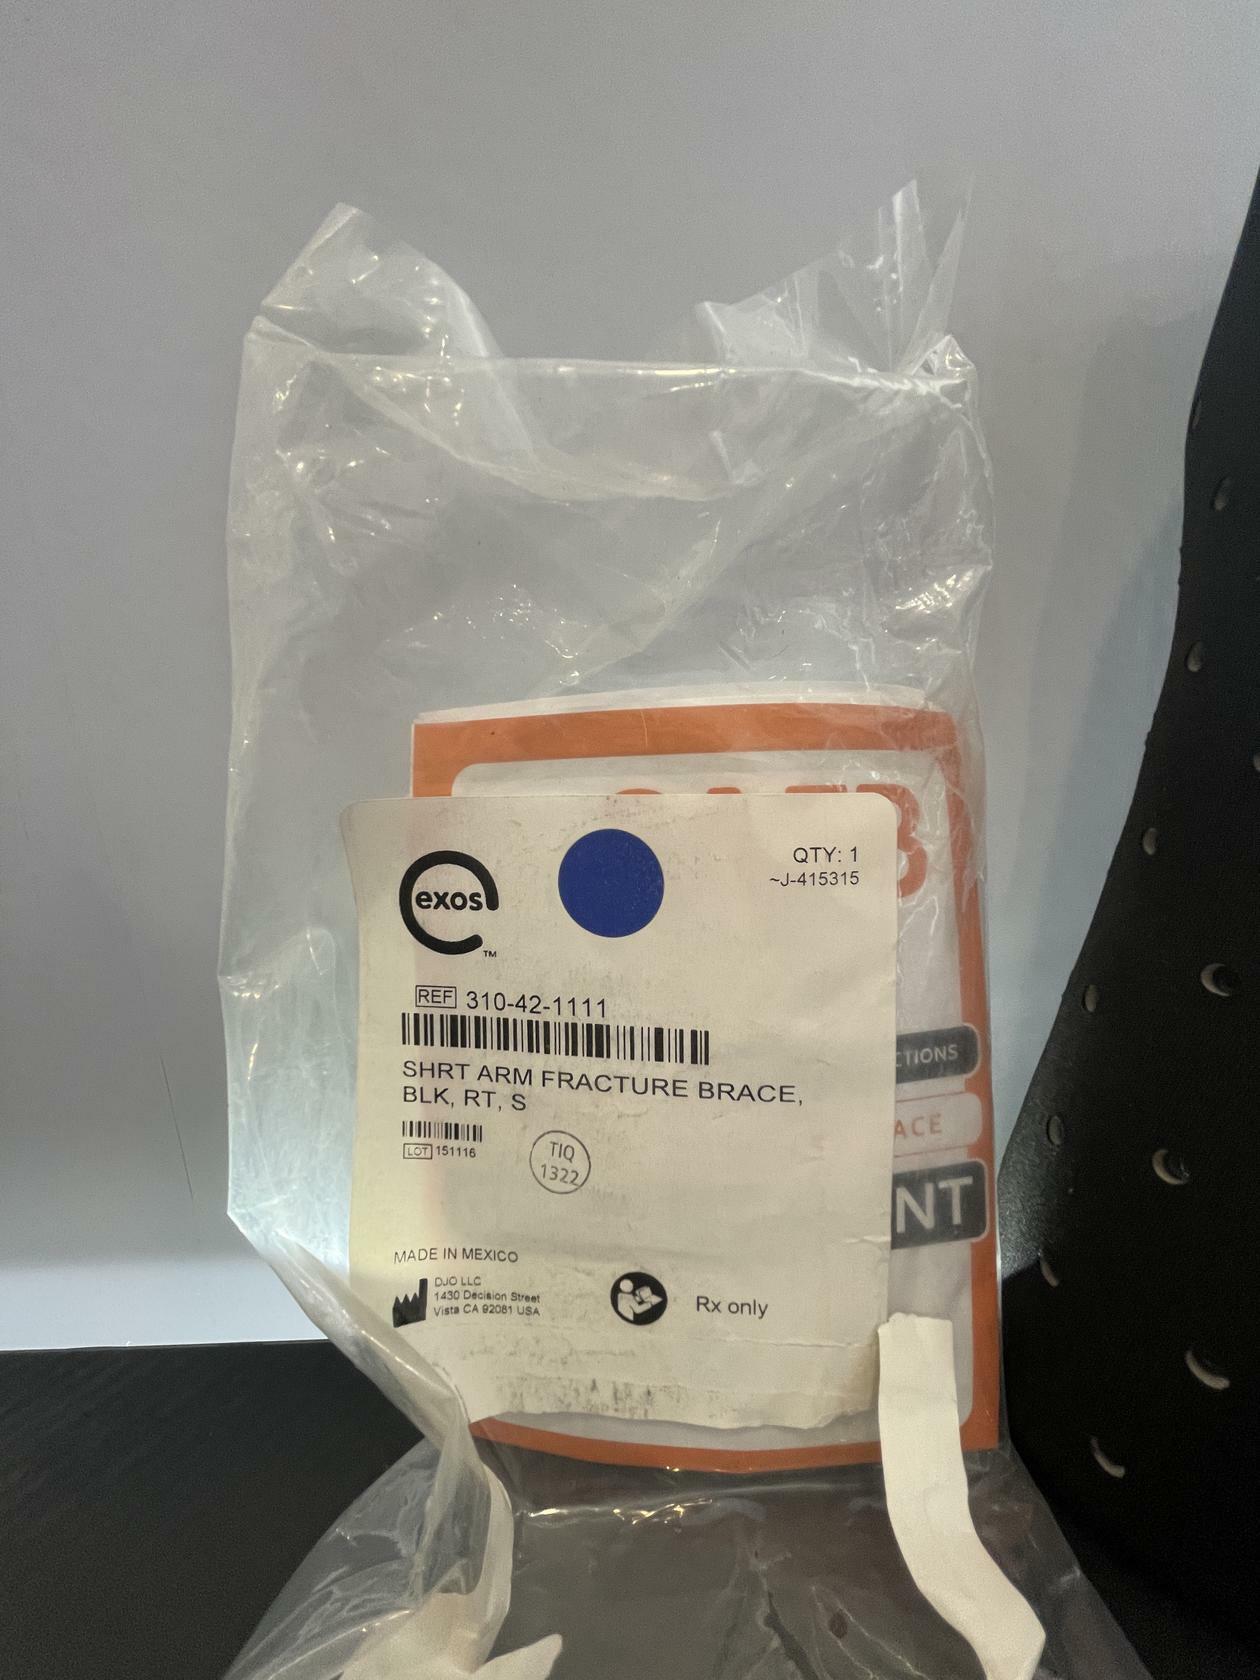 exos
TM
QTY: 1
~J-415315
REF 310-42-1111
SHRT ARM FRACTURE BRACE,
BLK, RT, S
LOT 151116
TIQ
1322
MADE IN MEXICO
DJO LLC
1430 Decision Street
Vista CA 92081 USA
Rx only
CTIONS
ACE
NT